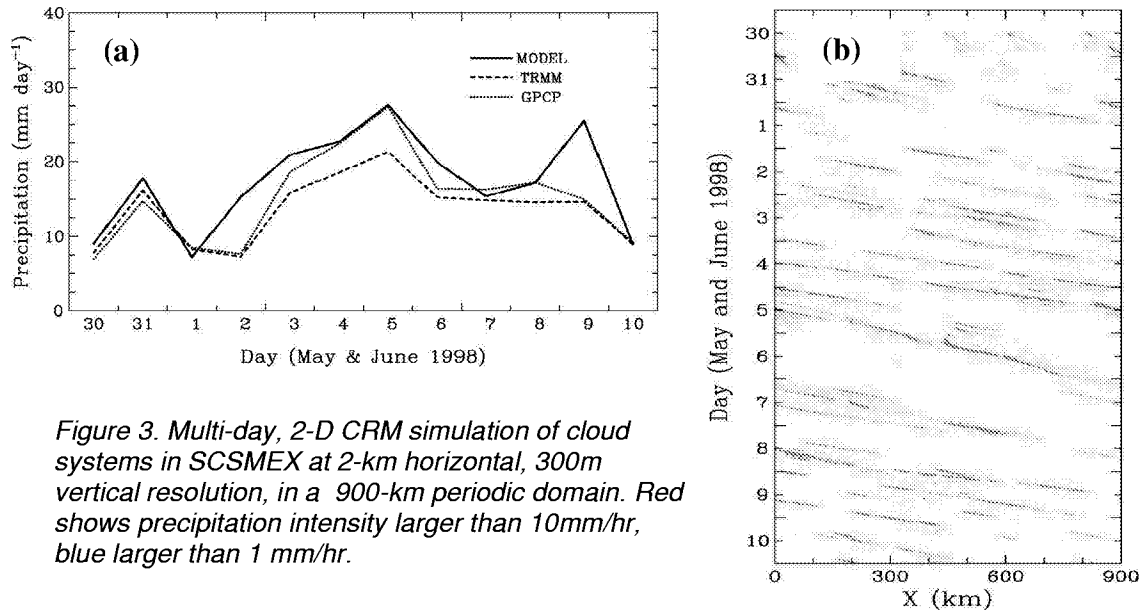 (a)
Precipitation (mm day−1)
40
30
20
10
0
MODEL
TRMM
GPCP
30 31 1 2 3 4 5 6 7 8 9 10
Day (May & June 1998)
(b)
Day (May and June 1998)
30
31
1
2
3
4
5
6
7
8
9
10
0 300 600 900
X (km)
Figure 3. Multi-day, 2-D CRM simulation of cloud
systems in SCSMEX at 2-km horizontal, 300m
vertical resolution, in a 900-km periodic domain. Red
shows precipitation intensity larger than 10mm/hr,
blue larger than 1 mm/hr.